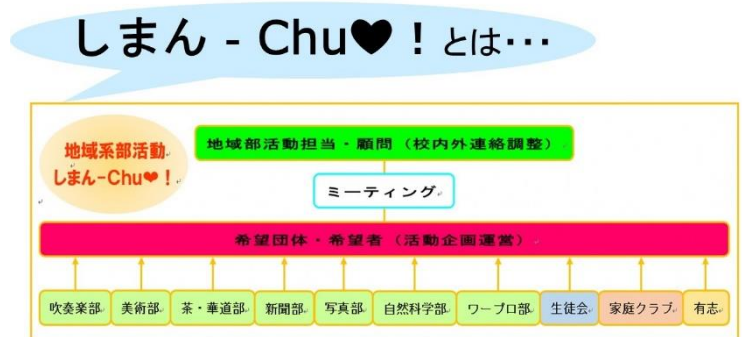 しまん - Chu♥！とは･･･
地域系部活動
しまん-Chu♥！
地域部活動担当・顧問（校内外連絡調整）
ミーティング
希望団体・希望者（活動企画運営）
吹奏楽部 美術部 茶・華道部 新聞部 写真部 自然科学部 ワープロ部 生徒会 家庭クラブ 有志